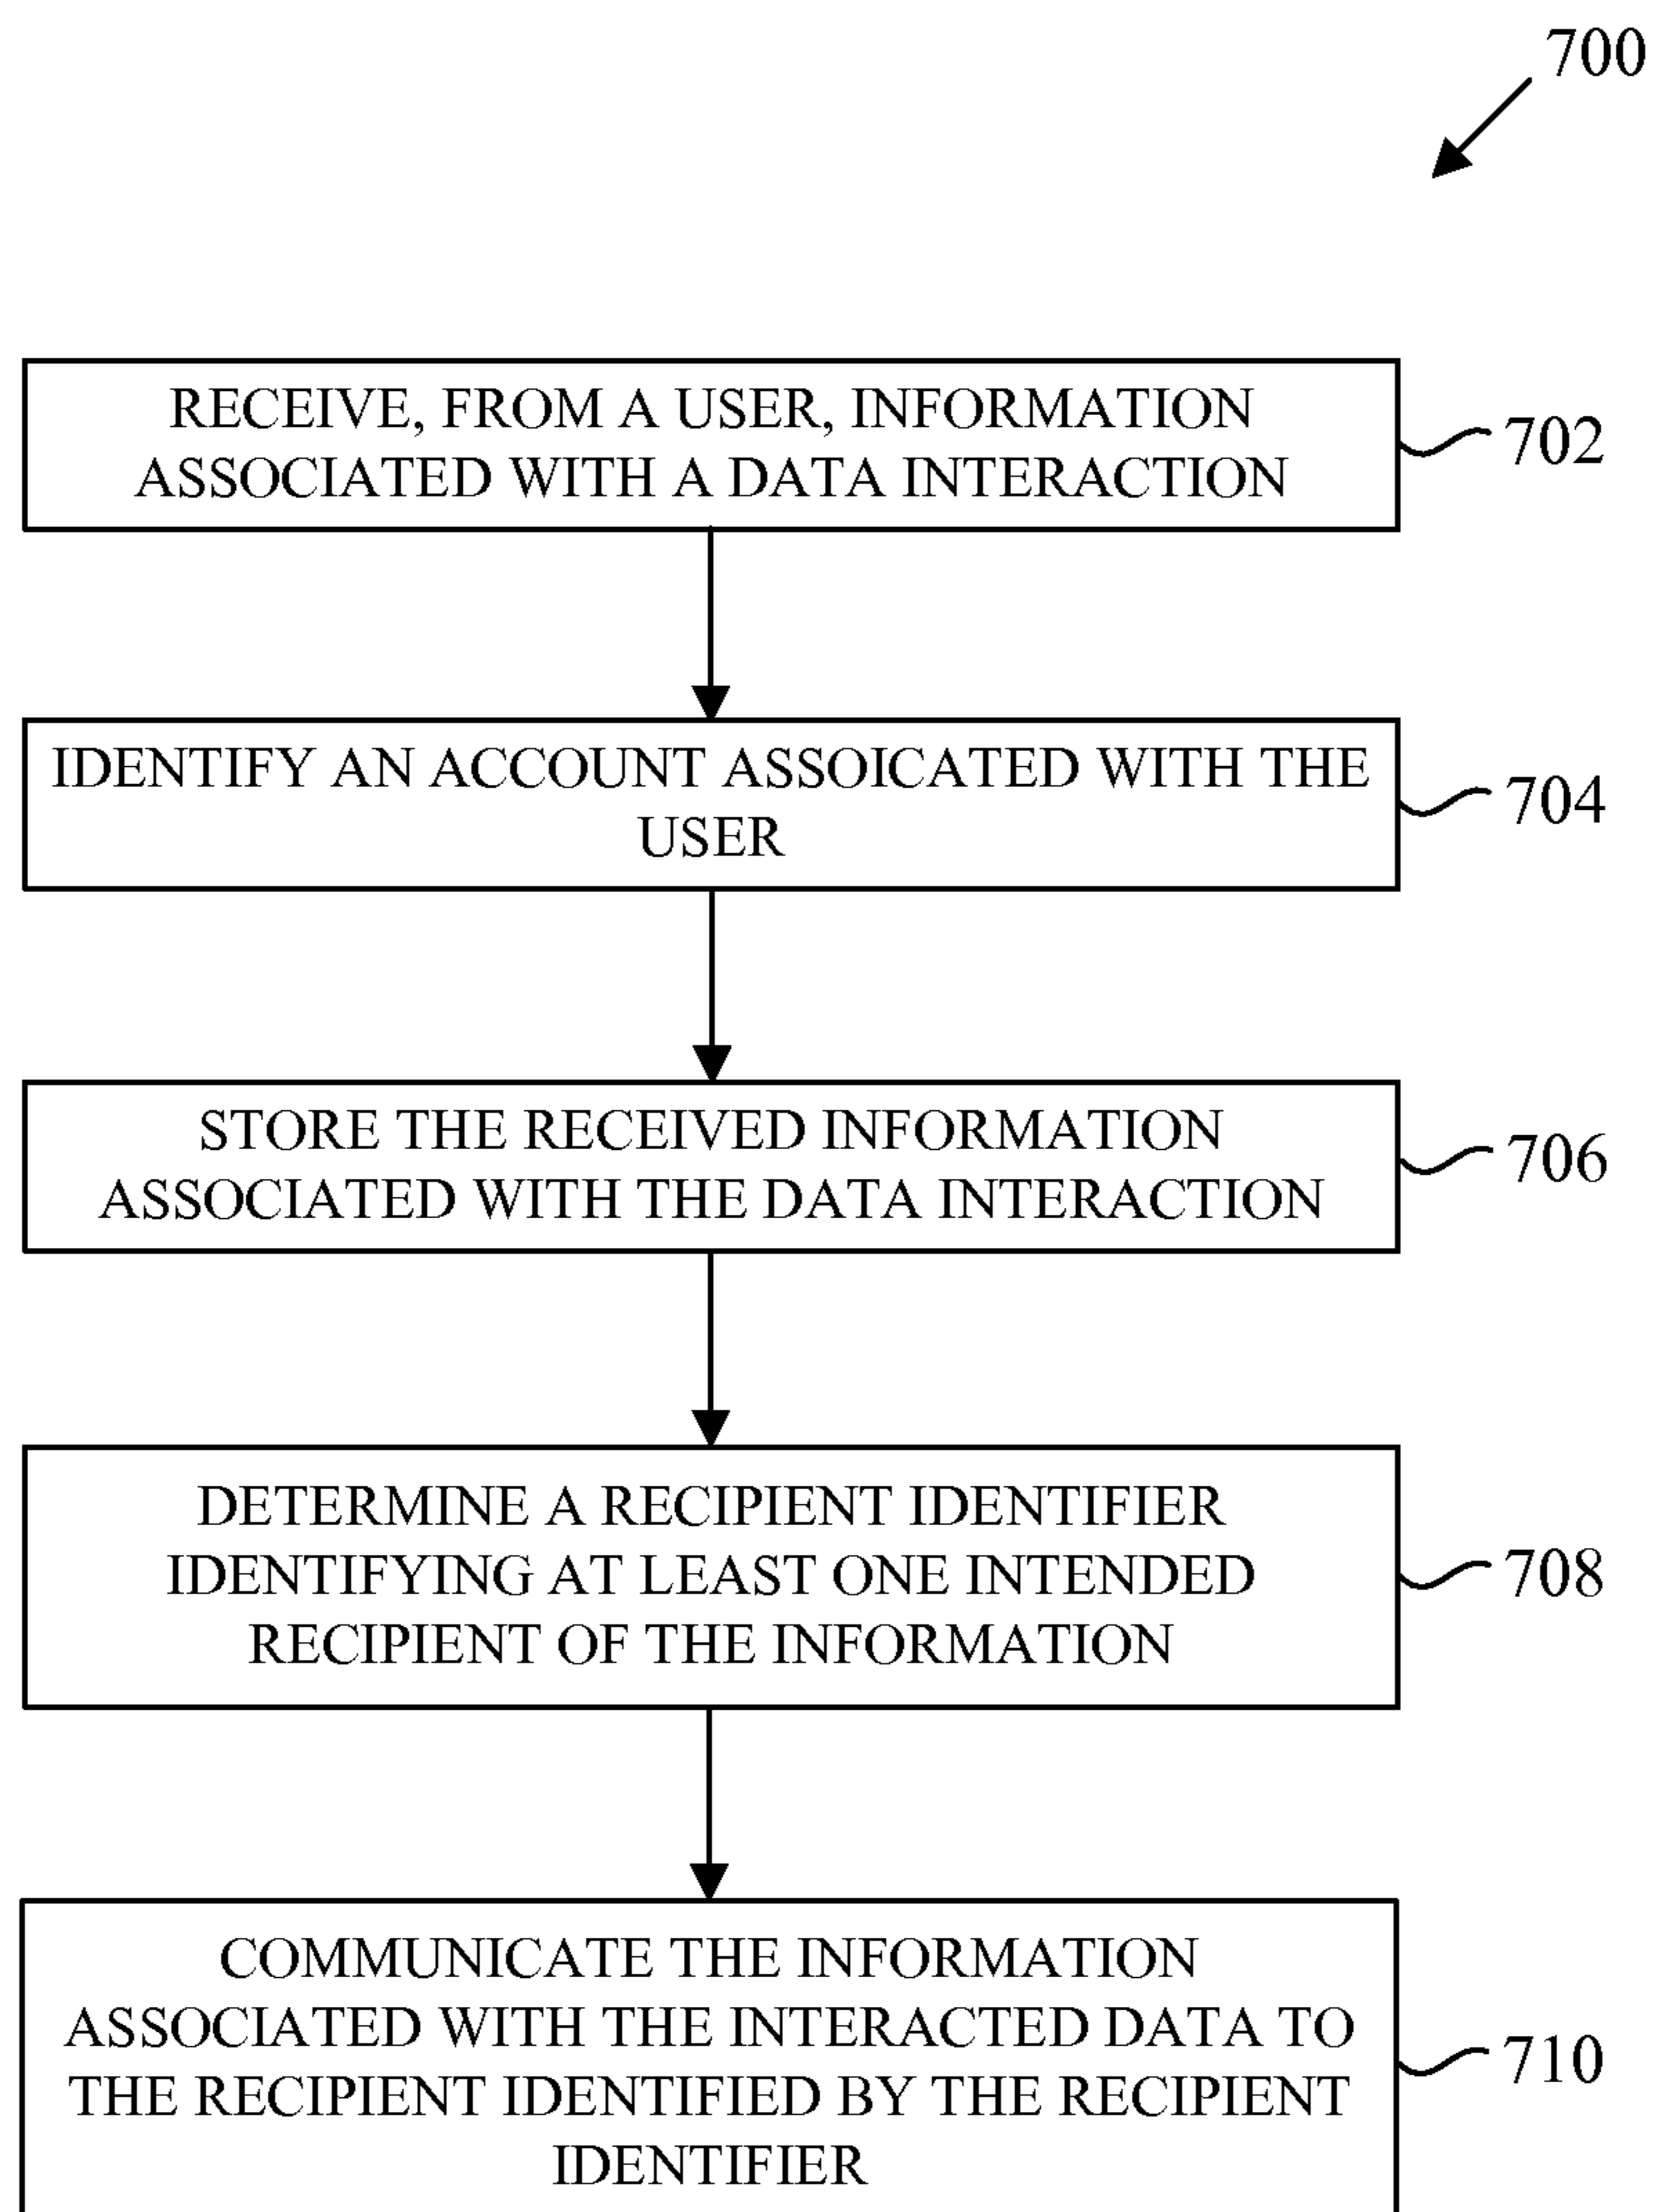 700
RECEIVE, FROM A USER, INFORMATION
ASSOCIATED WITH A DATA INTERACTION
702
IDENTIFY AN ACCOUNT ASSOICATED WITH THE
USER
704
STORE THE RECEIVED INFORMATION
ASSOCIATED WITH THE DATA INTERACTION
706
DETERMINE A RECIPIENT IDENTIFIER
IDENTIFYING AT LEAST ONE INTENDED
RECIPIENT OF THE INFORMATION
708
COMMUNICATE THE INFORMATION
ASSOCIATED WITH THE INTERACTED DATA TO
THE RECIPIENT IDENTIFIED BY THE RECIPIENT
IDENTIFIER
710